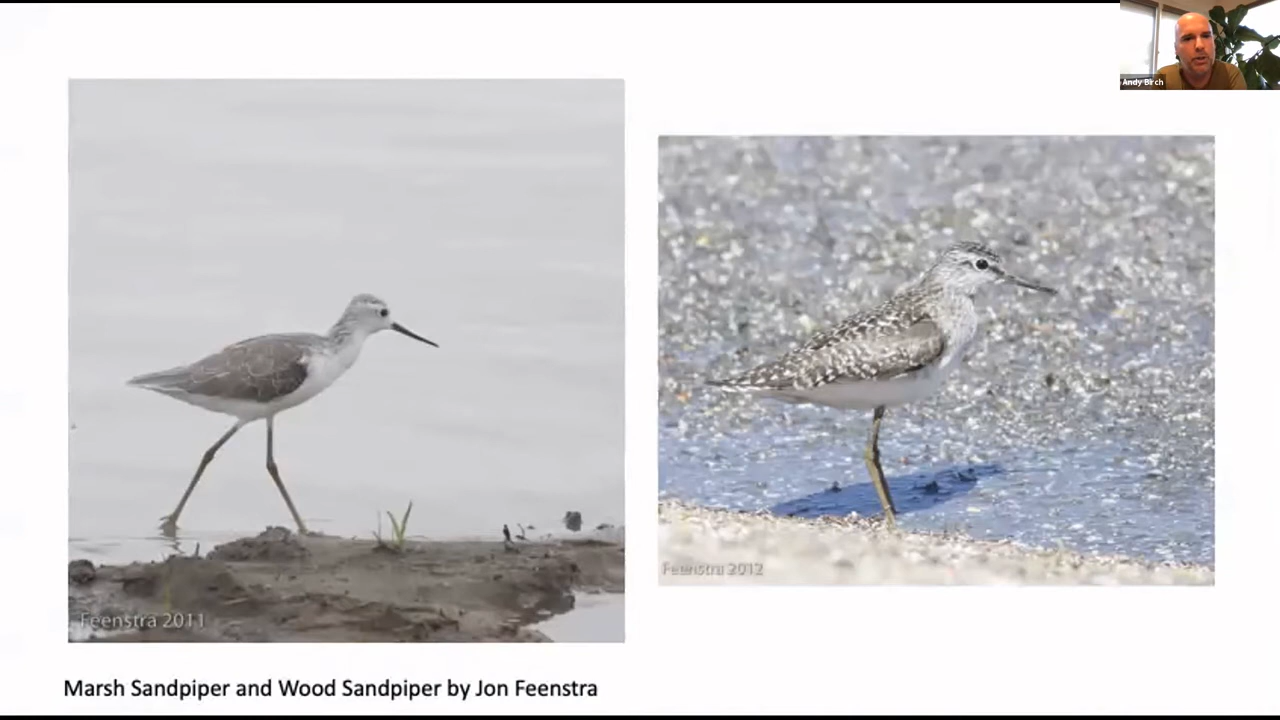 Andy Birch
Feenstra 2011
Feenstra 2012
Marsh Sandpiper and Wood Sandpiper by Jon Feenstra